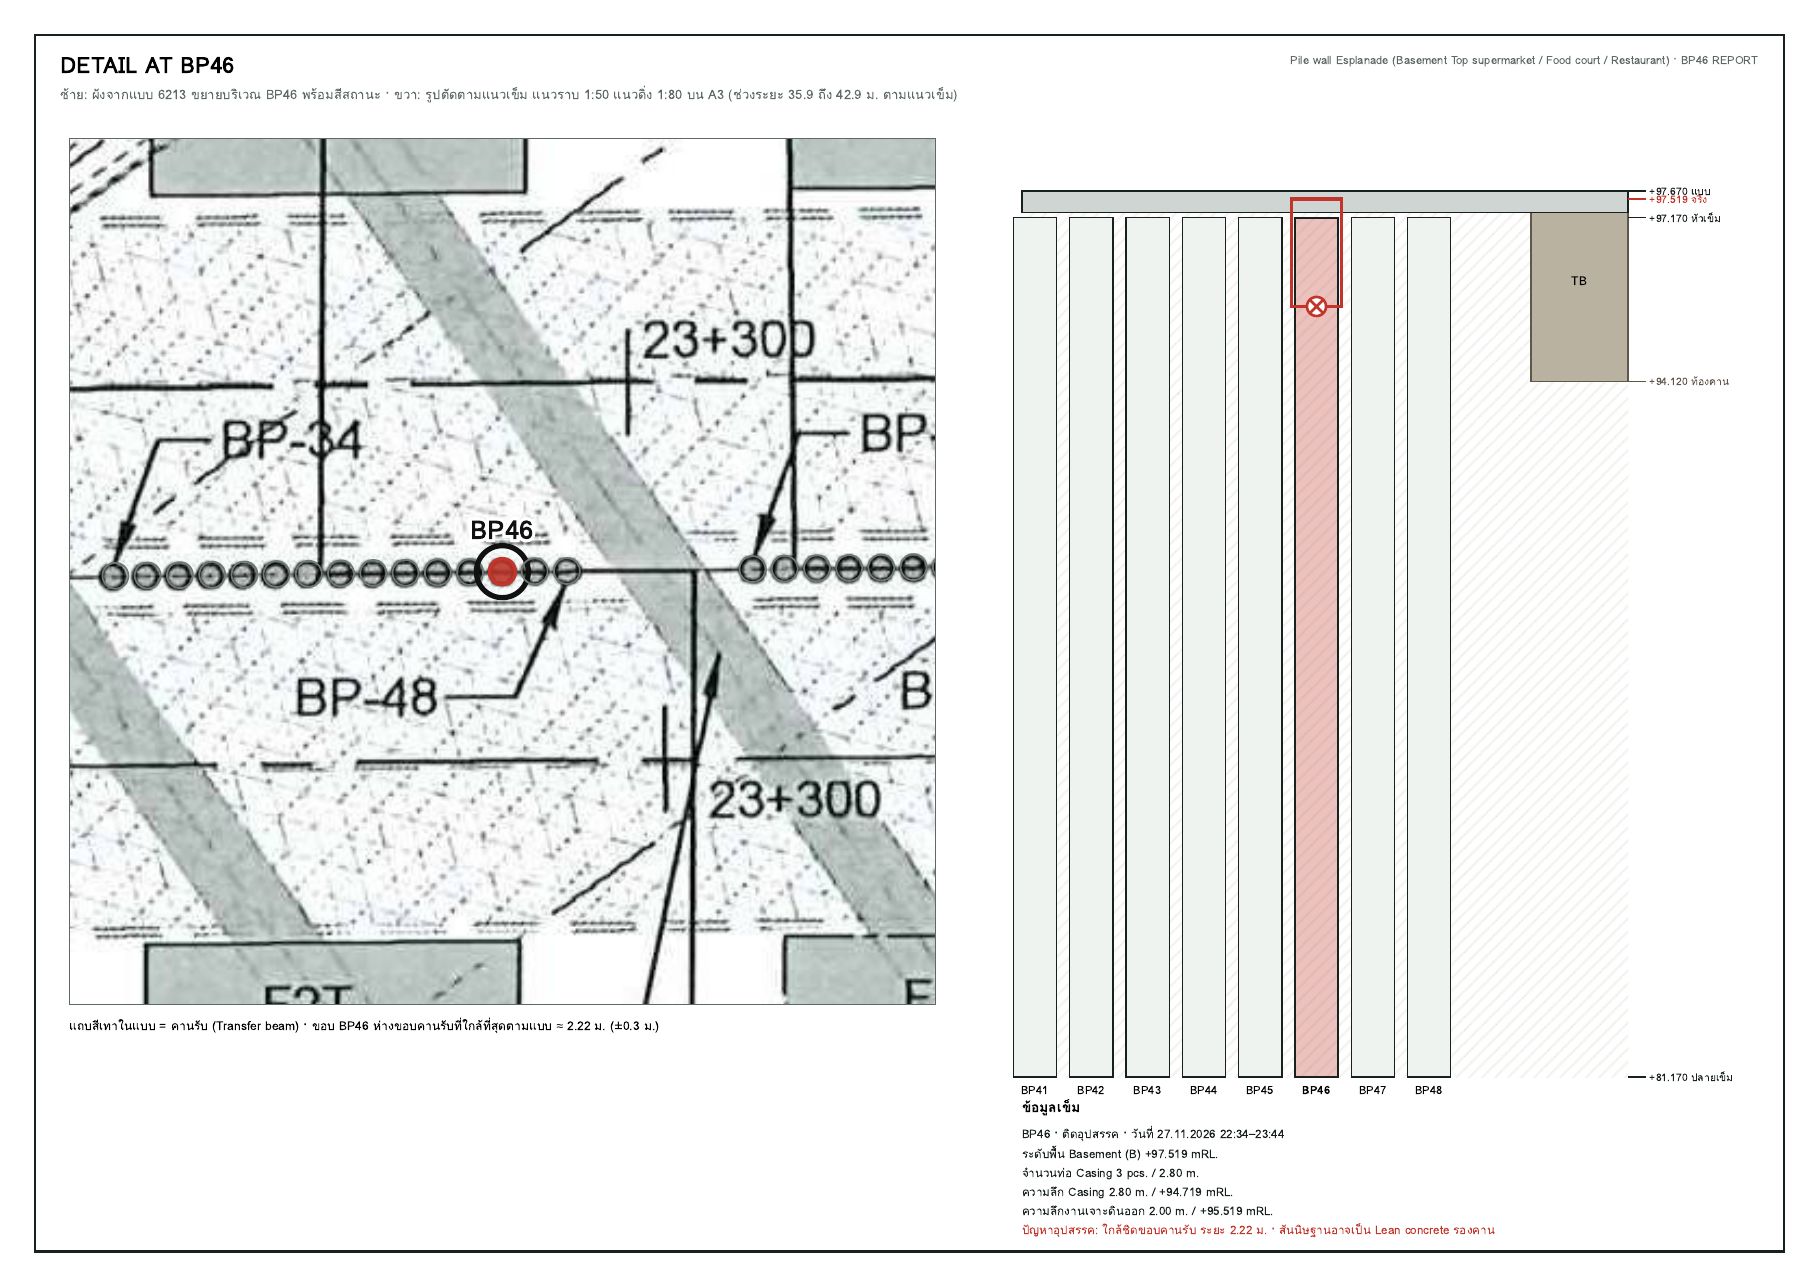 DETAIL AT BP46
Pile wall Esplanade (Basement Top supermarket / Food court / Restaurant) · BP46 REPORT
ซ้าย: ผังจากแบบ 6213 ขยายบริเวณ BP46 พร้อมสีสถานะ · ขวา: รูปตัดตามแนวเข็ม แนวราบ 1:50 แนวดิ่ง 1:80 บน A3 (ช่วงระยะ 35.9 ถึง 42.9 ม. ตามแนวเข็ม)
23+300
BP-34
BP-
BP46
BP-48
B
23+300
F2T
F
แถบสีเทาในแบบ = คานรับ (Transfer beam) · ขอบ BP46 ห่างขอบคานรับที่ใกล้ที่สุดตามแบบ ≈ 2.22 ม. (±0.3 ม.)
+97.670 แบบ
+97.519 จริง
+97.170 หัวเข็ม
TB
+94.120 ท้องคาน
+81.170 ปลายเข็ม
BP41 BP42 BP43 BP44 BP45 BP46 BP47 BP48
ข้อมูลเข็ม
BP46 · ติดอุปสรรค · วันที่ 27.11.2026 22:34–23:44
ระดับพื้น Basement (B) +97.519 mRL.
จำนวนท่อ Casing 3 pcs. / 2.80 m.
ความลึก Casing 2.80 m. / +94.719 mRL.
ความลึกงานเจาะดินออก 2.00 m. / +95.519 mRL.
ปัญหาอุปสรรค: ใกล้ชิดขอบคานรับ ระยะ 2.22 ม. · สันนิษฐานอาจเป็น Lean concrete รองคาน